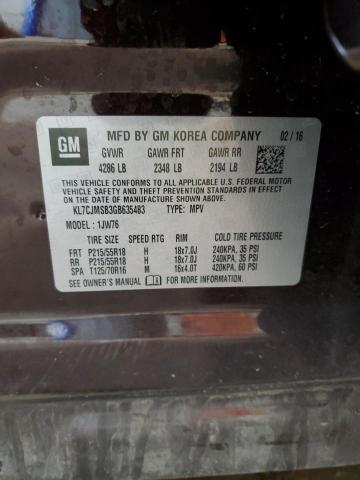 GM
MFD BY GM KOREA COMPANY 02/16
GVWR GAWR FRT GAWR RR
4286 LB 2348 LB 2194 LB
THIS VEHICLE CONFORMS TO ALL APPLICABLE U.S. FEDERAL MOTOR
VEHICLE SAFETY AND THEFT PREVENTION STANDARDS IN EFFECT
ON THE DATE OF MANUFACTURE SHOWN ABOVE.
KL7CJMSB3GB635483 TYPE: MPV
MODEL : 1JW76
TIRE SIZE SPEED RTG RIM COLD TIRE PRESSURE
FRT P215/55R18 H 18x7.0J 240KPA, 35 PSI
RR P215/55R18 H 18x7.0J 240KPA, 35 PSI
SPA T125/70R16 M 16x4.0T 420KPA, 60 PSI
SEE OWNER'S MANUAL FOR ADDITIONAL INFORMATION.